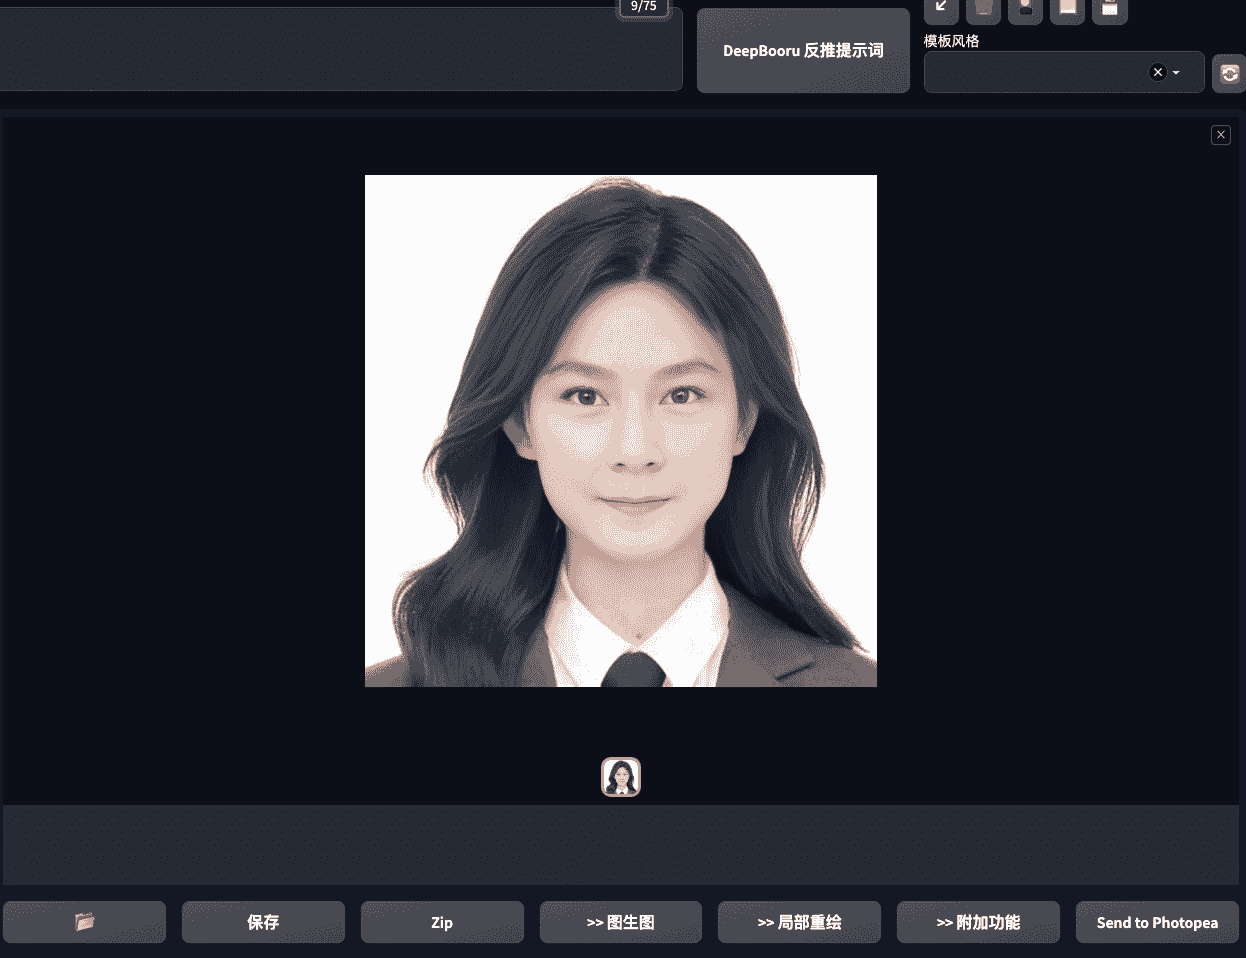 9/75
DeepBooru 反推提示词
模板风格
保存
Zip
>> 图生图
>> 局部重绘
>> 附加功能
Send to Photopea